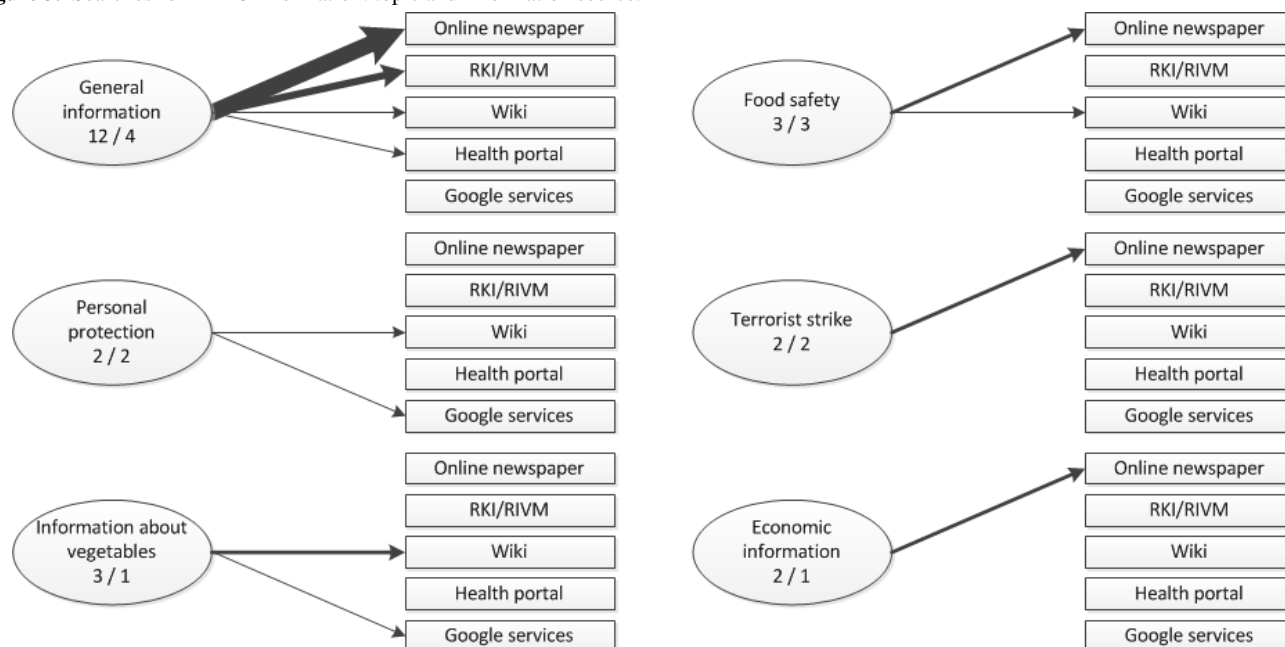 General
information
12 / 4
Online newspaper
RKI/RIVM
Wiki
Health portal
Google services
Food safety
3 / 3
Online newspaper
RKI/RIVM
Wiki
Health portal
Google services
Personal
protection
2 / 2
Online newspaper
RKI/RIVM
Wiki
Health portal
Google services
Terrorist strike
2 / 2
Online newspaper
RKI/RIVM
Wiki
Health portal
Google services
Information about
vegetables
3 / 1
Online newspaper
RKI/RIVM
Wiki
Health portal
Google services
Economic
information
2 / 1
Online newspaper
RKI/RIVM
Wiki
Health portal
Google services